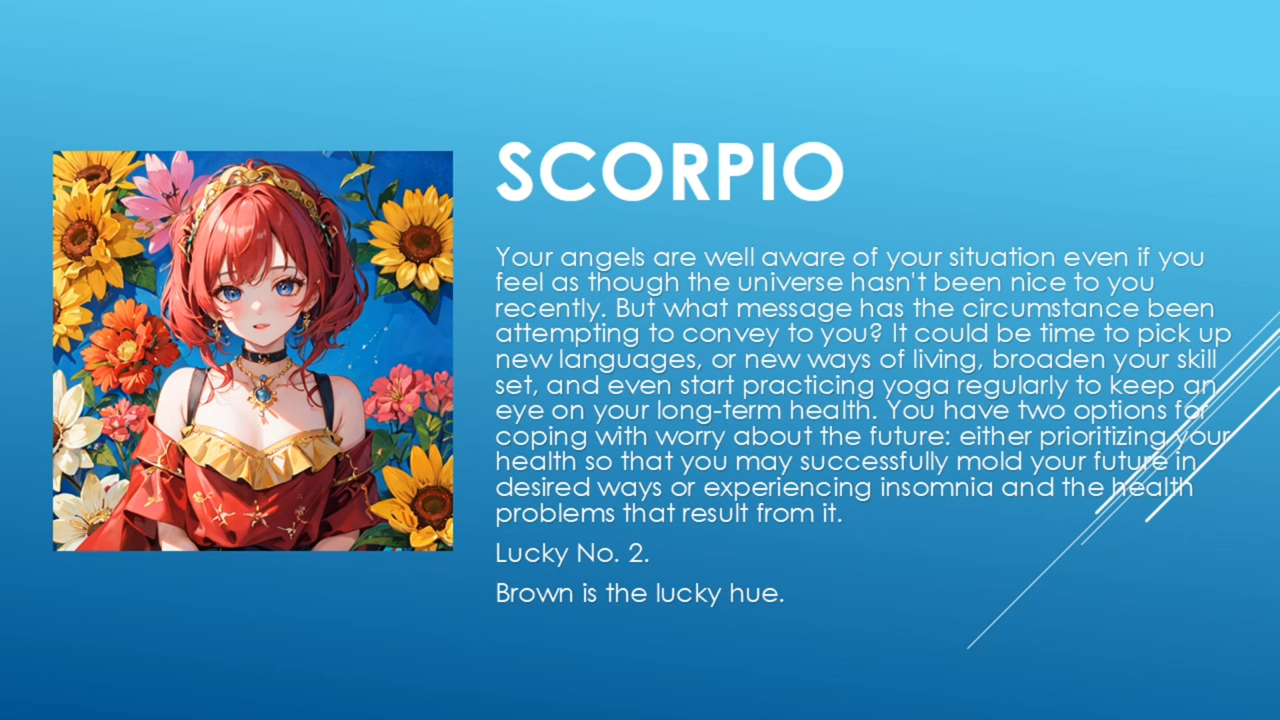 SCORPIO
Your angels are well aware of your situation even if you
feel as though the universe hasn't been nice to you
recently. But what message has the circumstance been
attempting to convey to you? It could be time to pick up
new languages, or new ways of living, broaden your skill
set, and even start practicing yoga regularly to keep an
eye on your long-term health. You have two options for
coping with worry about the future: either prioritizing your
health so that you may successfully mold your future in
desired ways or experiencing insomnia and the health
problems that result from it.
Lucky No. 2.
Brown is the lucky hue.